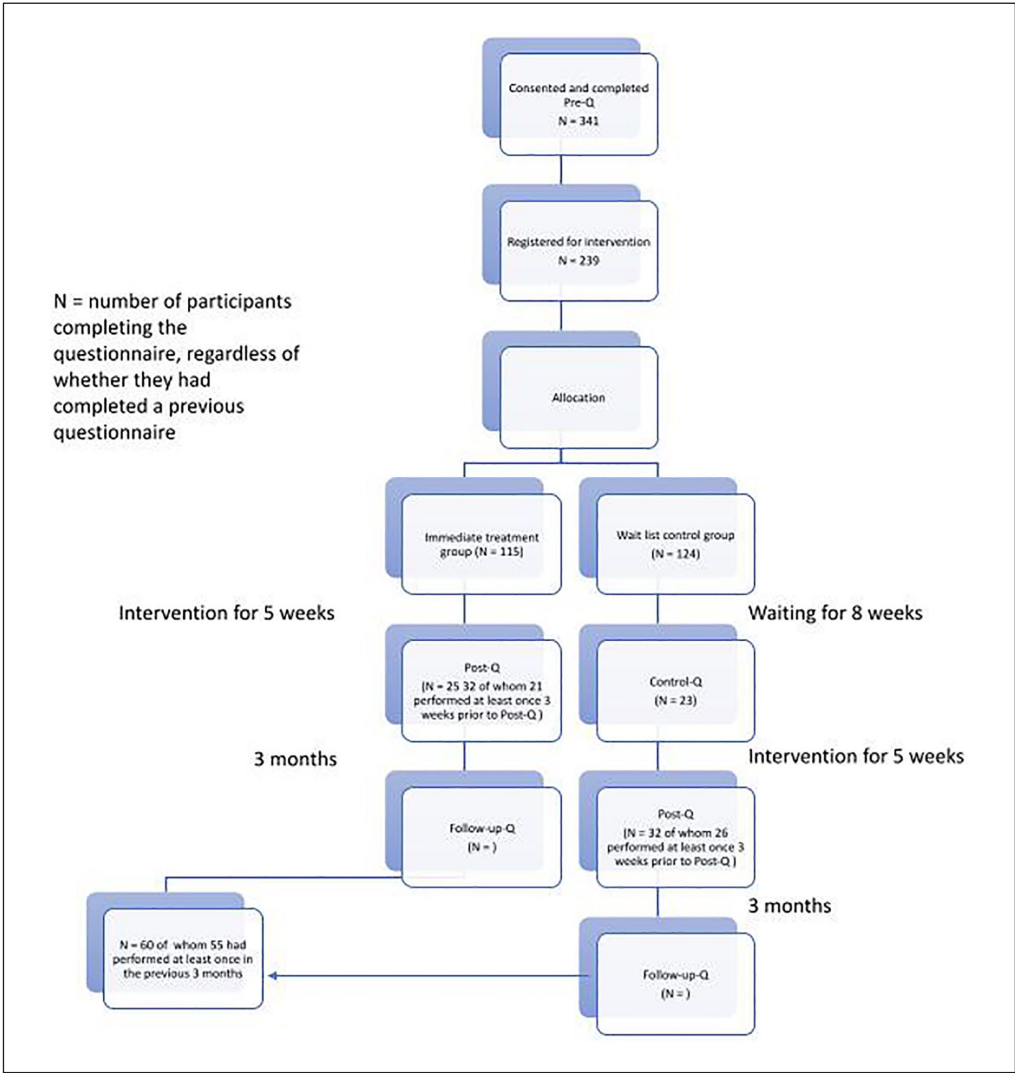 Consented and completed
Pre-Q
N = 341
Registered for intervention
N = 239
N = number of participants
completing the
questionnaire, regardless of
whether they had
completed a previous
questionnaire
Allocation
Immediate treatment
group (N = 115)
Wait list control group
(N = 124)
Intervention for 5 weeks
Waiting for 8 weeks
Post-Q
(N = 25 32 of whom 21
performed at least once 3
weeks prior to Post-Q )
Control-Q
(N = 23)
3 months
Intervention for 5 weeks
Follow-up-Q
(N = )
Post-Q
(N = 32 of whom 26
performed at least once 3
weeks prior to Post-Q )
3 months
N = 60 of whom 55 had
performed at least once in
the previous 3 months
Follow-up-Q
(N = )